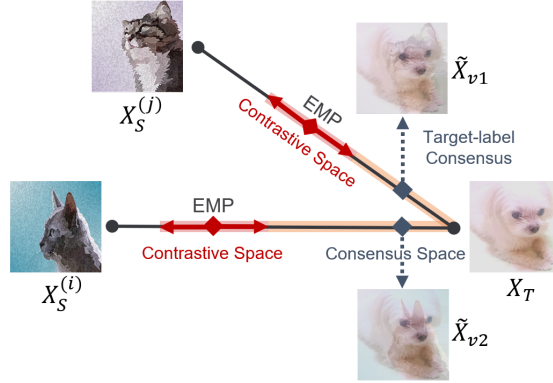 X̃_{v1}
X_S^{(j)}
EMP
Contrastive Space
Target-label
Consensus
EMP
Contrastive Space
Consensus Space
X_S^{(i)}
X_T
X̃_{v2}